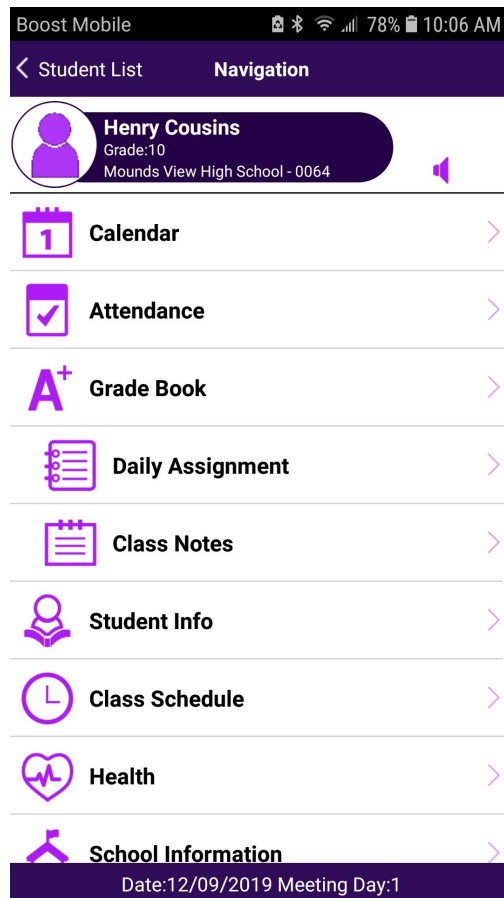 Boost Mobile 78% 10:06 AM
Student List Navigation
Henry Cousins
Grade:10
Mounds View High School - 0064
1 Calendar
Attendance
A+ Grade Book
Daily Assignment
Class Notes
Student Info
Class Schedule
Health
School Information
Date:12/09/2019 Meeting Day:1